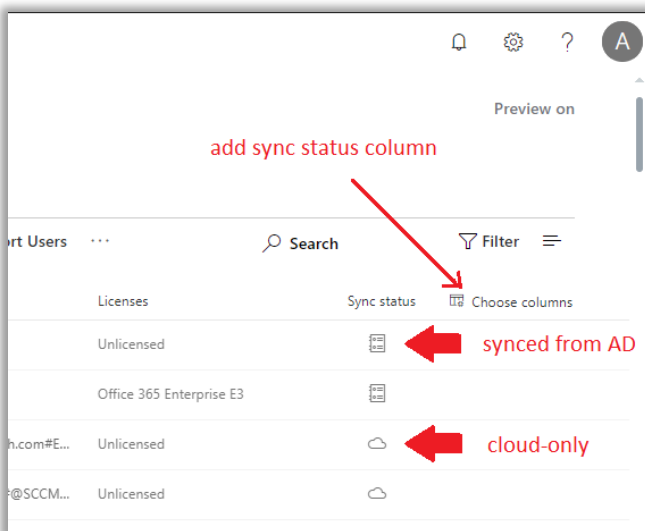 ?
A
Preview on
add sync status column
ort Users ...
Search
Filter
Licenses
Sync status
Choose columns
Unlicensed
synced from AD
Office 365 Enterprise E3
h.com#E...
Unlicensed
cloud-only
#@SCCM...
Unlicensed